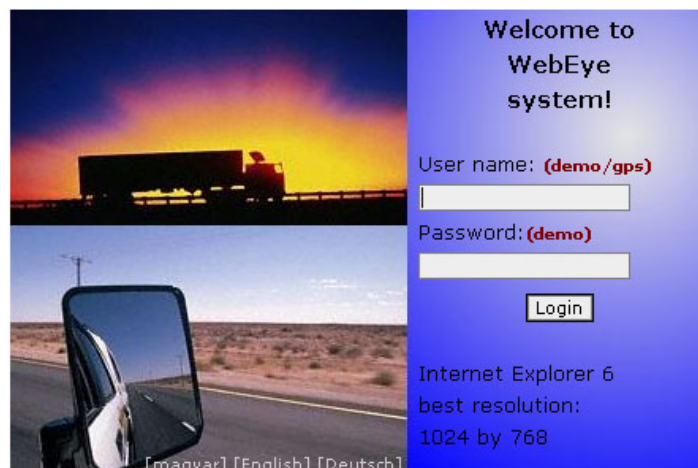 Welcome to
WebEye
system!
User name: (demo/gps)
Password: (demo)
Login
Internet Explorer 6
best resolution:
1024 by 768
[magyar] [English] [Deutsch]